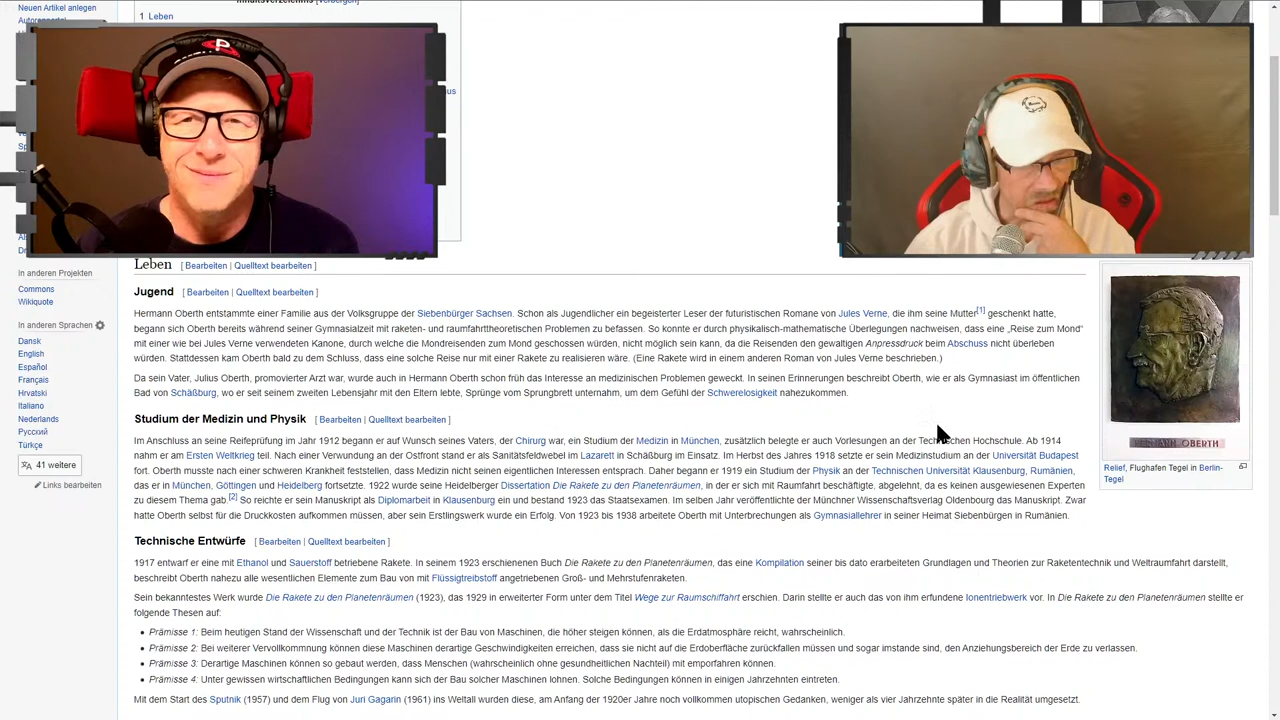 Neuen Artikel anlegen
1 Leben
In anderen Projekten
Commons
Wikiquote
In anderen Sprachen
Dansk
English
Español
Français
Hrvatski
Italiano
Nederlands
Русский
Türkçe
41 weitere
Links bearbeiten
Leben [ Bearbeiten | Quelltext bearbeiten ]
Jugend [ Bearbeiten | Quelltext bearbeiten ]
Hermann Oberth entstammte einer Familie aus der Volksgruppe der Siebenbürger Sachsen. Schon als Jugendlicher ein begeisterter Leser der futuristischen Romane von Jules Verne, die ihm seine Mutter[1] geschenkt hatte,
begann sich Oberth bereits während seiner Gymnasialzeit mit raketen- und raumfahrttheoretischen Problemen zu befassen. So konnte er durch physikalisch-mathematische Überlegungen nachweisen, dass eine „Reise zum Mond“
mit einer wie bei Jules Verne verwendeten Kanone, durch welche die Mondreisenden zum Mond geschossen würden, nicht möglich sein kann, da die Reisenden den gewaltigen Anpressdruck beim Abschuss nicht überleben
würden. Stattdessen kam Oberth bald zu dem Schluss, dass eine solche Reise nur mit einer Rakete zu realisieren wäre. (Eine Rakete wird in einem anderen Roman von Jules Verne beschrieben.)
Da sein Vater, Julius Oberth, promovierter Arzt war, wurde auch in Hermann Oberth schon früh das Interesse an medizinischen Problemen geweckt. In seinen Erinnerungen beschreibt Oberth, wie er als Gymnasiast im öffentlichen
Bad von Schäßburg, wo er seit seinem zweiten Lebensjahr mit den Eltern lebte, Sprünge vom Sprungbrett unternahm, um dem Gefühl der Schwerelosigkeit nahezukommen.
Studium der Medizin und Physik [ Bearbeiten | Quelltext bearbeiten ]
Im Anschluss an seine Reifeprüfung im Jahr 1912 begann er auf Wunsch seines Vaters, der Chirurg war, ein Studium der Medizin in München, zusätzlich belegte er auch Vorlesungen an der Technischen Hochschule. Ab 1914
nahm er am Ersten Weltkrieg teil. Nach einer Verwundung an der Ostfront stand er als Sanitätsfeldwebel im Lazarett in Schäßburg im Einsatz. Im Herbst des Jahres 1918 setzte er sein Medizinstudium an der Universität Budapest
fort. Oberth musste nach einer schweren Krankheit feststellen, dass Medizin nicht seinen eigentlichen Interessen entsprach. Daher begann er 1919 ein Studium der Physik an der Technischen Universität Klausenburg, Rumänien,
das er in München, Göttingen und Heidelberg fortsetzte. 1922 wurde seine Heidelberger Dissertation Die Rakete zu den Planetenräumen, in der er sich mit Raumfahrt beschäftigte, abgelehnt, da es keinen ausgewiesenen Experten
zu diesem Thema gab.[2] So reichte er sein Manuskript als Diplomarbeit in Klausenburg ein und bestand 1923 das Staatsexamen. Im selben Jahr veröffentlichte der Münchner Wissenschaftsverlag Oldenbourg das Manuskript. Zwar
hatte Oberth selbst für die Druckkosten aufkommen müssen, aber sein Erstlingswerk wurde ein Erfolg. Von 1923 bis 1938 arbeitete Oberth mit Unterbrechungen als Gymnasiallehrer in seiner Heimat Siebenbürgen in Rumänien.
Technische Entwürfe [ Bearbeiten | Quelltext bearbeiten ]
1917 entwarf er eine mit Ethanol und Sauerstoff betriebene Rakete. In seinem 1923 erschienenen Buch Die Rakete zu den Planetenräumen, das eine Kompilation seiner bis dato erarbeiteten Grundlagen und Theorien zur Raketentechnik und Weltraumfahrt darstellt,
beschreibt Oberth nahezu alle wesentlichen Elemente zum Bau von mit Flüssigtreibstoff angetriebenen Groß- und Mehrstufenraketen.
Sein bekanntestes Werk wurde Die Rakete zu den Planetenräumen (1923), das 1929 in erweiterter Form unter dem Titel Wege zur Raumschiffahrt erschien. Darin stellte er auch das von ihm erfundene Ionentriebwerk vor. In Die Rakete zu den Planetenräumen stellte er
folgende Thesen auf:
• Prämisse 1: Beim heutigen Stand der Wissenschaft und der Technik ist der Bau von Maschinen, die höher steigen können, als die Erdatmosphäre reicht, wahrscheinlich.
• Prämisse 2: Bei weiterer Vervollkommnung können diese Maschinen derartige Geschwindigkeiten erreichen, dass sie nicht auf die Erdoberfläche zurückfallen müssen und sogar imstande sind, den Anziehungsbereich der Erde zu verlassen.
• Prämisse 3: Derartige Maschinen können so gebaut werden, dass Menschen (wahrscheinlich ohne gesundheitlichen Nachteil) mit emporfahren können.
• Prämisse 4: Unter gewissen wirtschaftlichen Bedingungen kann sich der Bau solcher Maschinen lohnen. Solche Bedingungen können in einigen Jahrzehnten eintreten.
Mit dem Start des Sputnik (1957) und dem Flug von Juri Gagarin (1961) ins Weltall wurden diese, am Anfang der 1920er Jahre noch vollkommen utopischen Gedanken, weniger als vier Jahrzehnte später in die Realität umgesetzt.
HERMANN OBERTH
Relief, Flughafen Tegel in Berlin-
Tegel